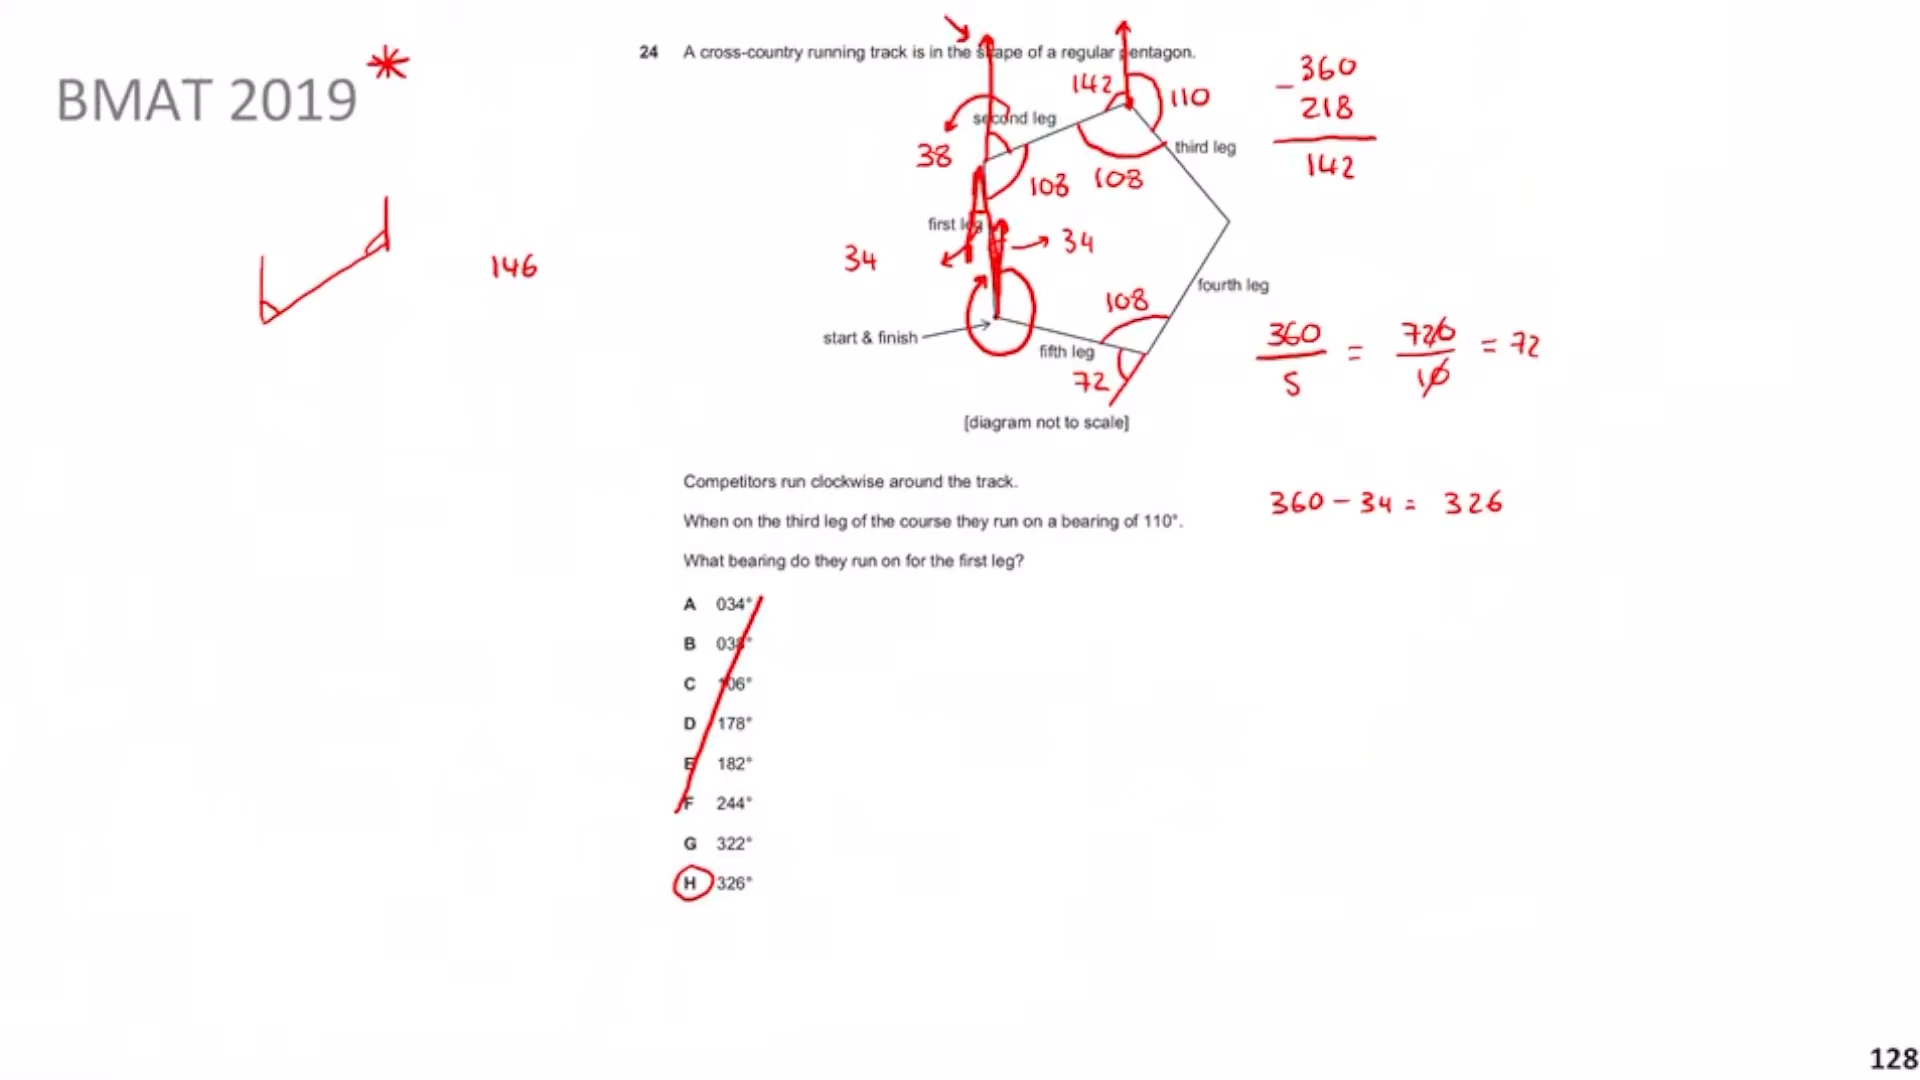 BMAT 2019 *
24 A cross-country running track is in the shape of a regular pentagon.
360
142
110
- 218
second leg
142
third leg
38
108 108
first leg
34
34
146
fourth leg
108
start & finish
fifth leg
72
360/5 = 720/10 = 72
[diagram not to scale]
Competitors run clockwise around the track.
360 - 34 = 326
When on the third leg of the course they run on a bearing of 110°.
What bearing do they run on for the first leg?
A 034°
B 038°
C 106°
D 178°
E 182°
F 244°
G 322°
H 326°
128